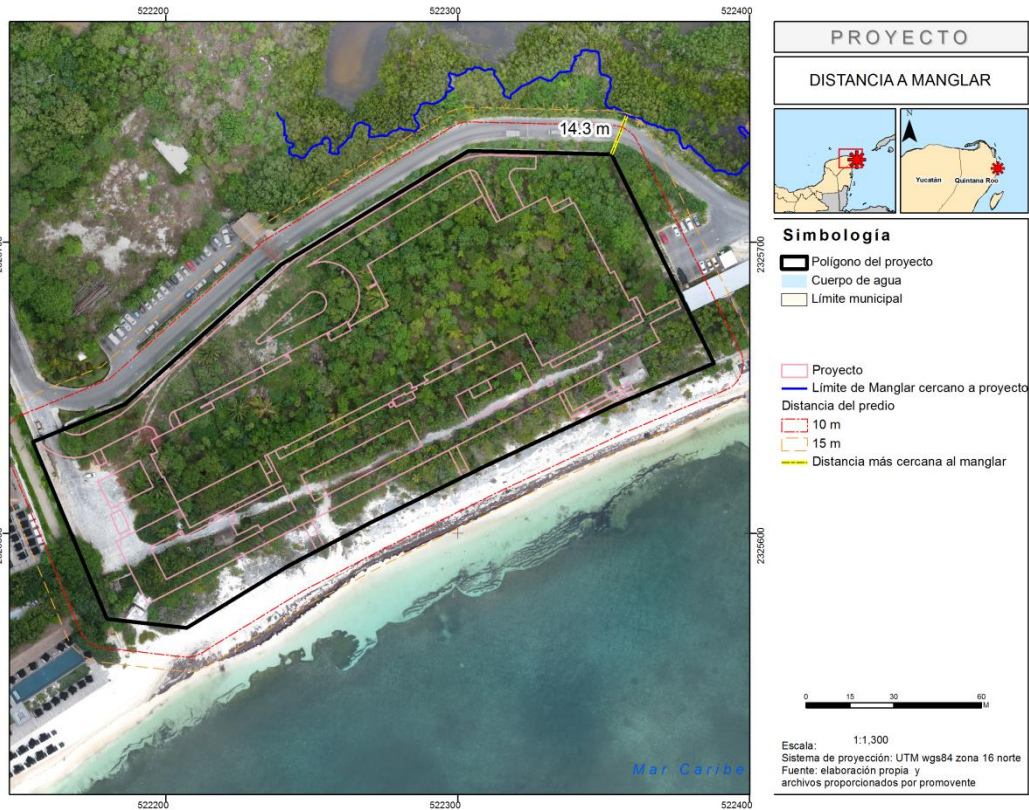 522200
522300
522400
PROYECTO
DISTANCIA A MANGLAR
14.3 m
N
Yucatán
Quintana Roo
2325700
Simbología
Polígono del proyecto
Cuerpo de agua
Límite municipal
Proyecto
Límite de Manglar cercano a proyecto
Distancia del predio
10 m
15 m
Distancia más cercana al manglar
2325600
0 15 30 60
M
Escala: 1:1,300
Sistema de proyección: UTM wgs84 zona 16 norte
Fuente: elaboración propia y
archivos proporcionados por promovente
Mar Caribe
522200
522300
522400